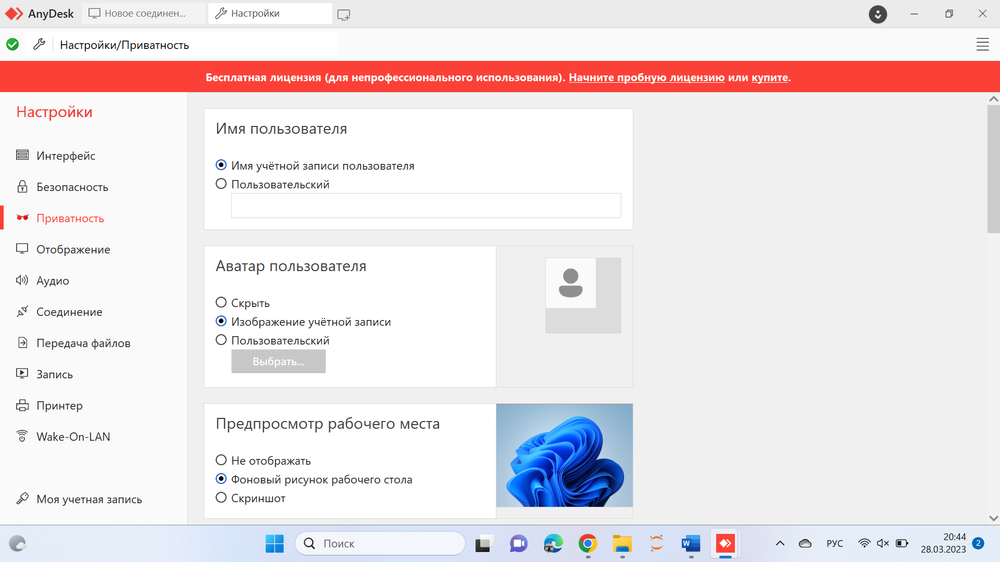 AnyDesk
Новое соединен...
Настройки
Настройки/Приватность
Бесплатная лицензия (для непрофессионального использования). Начните пробную лицензию или купите.
Настройки
Интерфейс
Безопасность
Приватность
Отображение
Аудио
Соединение
Передача файлов
Запись
Принтер
Wake-On-LAN
Моя учетная запись
Имя пользователя
Имя учётной записи пользователя
Пользовательский
Аватар пользователя
Скрыть
Изображение учётной записи
Пользовательский
Выбрать...
Предпросмотр рабочего места
Не отображать
Фоновый рисунок рабочего стола
Скриншот
Поиск
W
РУС
20:44
28.03.2023
2